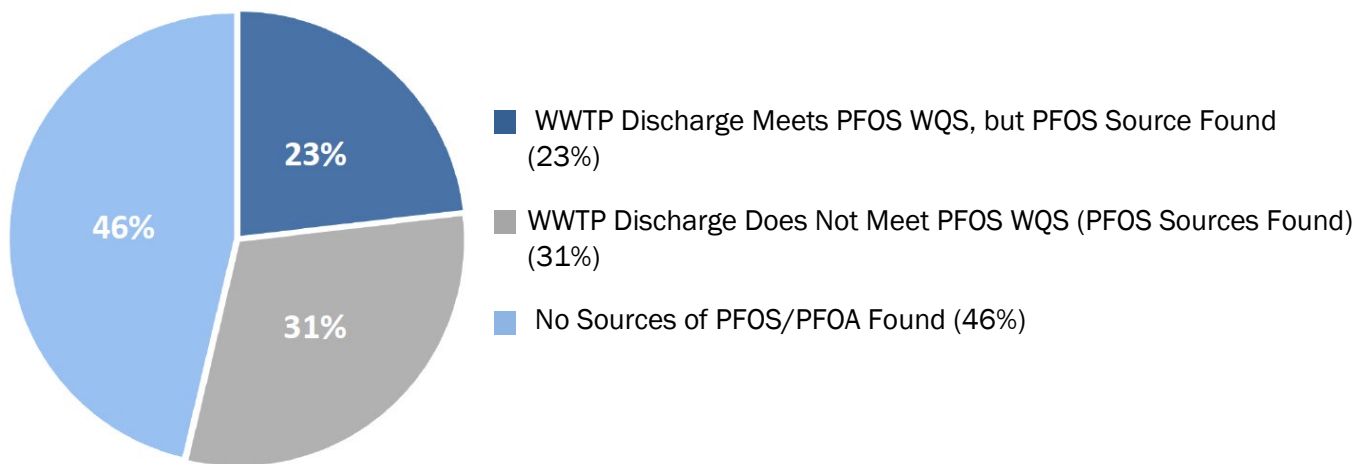 23%
31%
46%
WWTP Discharge Meets PFOS WQS, but PFOS Source Found
(23%)
WWTP Discharge Does Not Meet PFOS WQS (PFOS Sources Found)
(31%)
No Sources of PFOS/PFOA Found (46%)